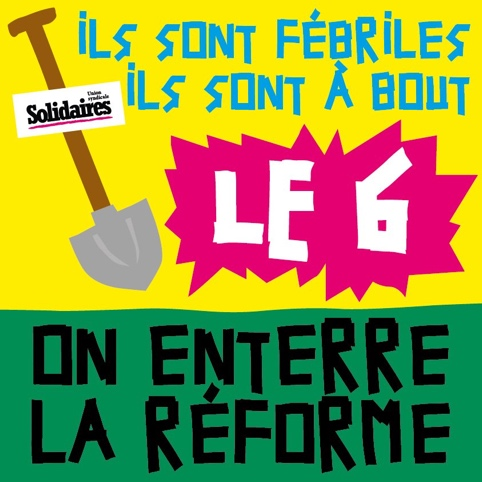 ILS SONT FÉBRILES
ILS SONT À BOUT
Union
syndicale
Solidaires
LE 6
ON ENTERRE
LA RÉFORME